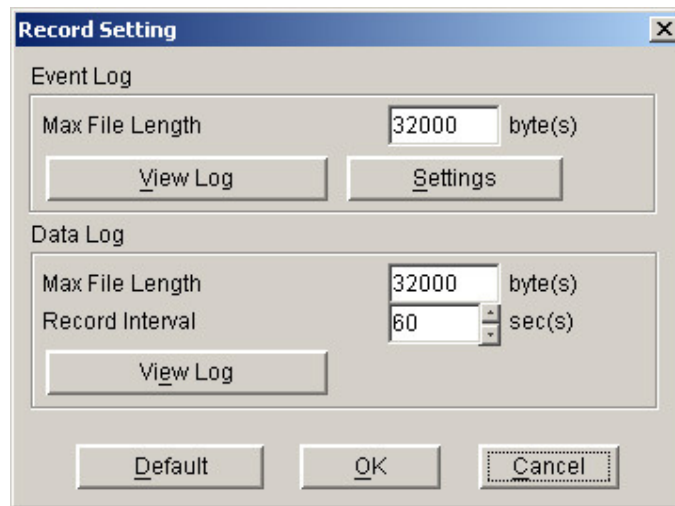 Record Setting
Event Log
Max File Length 32000 byte(s)
View Log Settings
Data Log
Max File Length 32000 byte(s)
Record Interval 60 sec(s)
View Log
Default OK Cancel